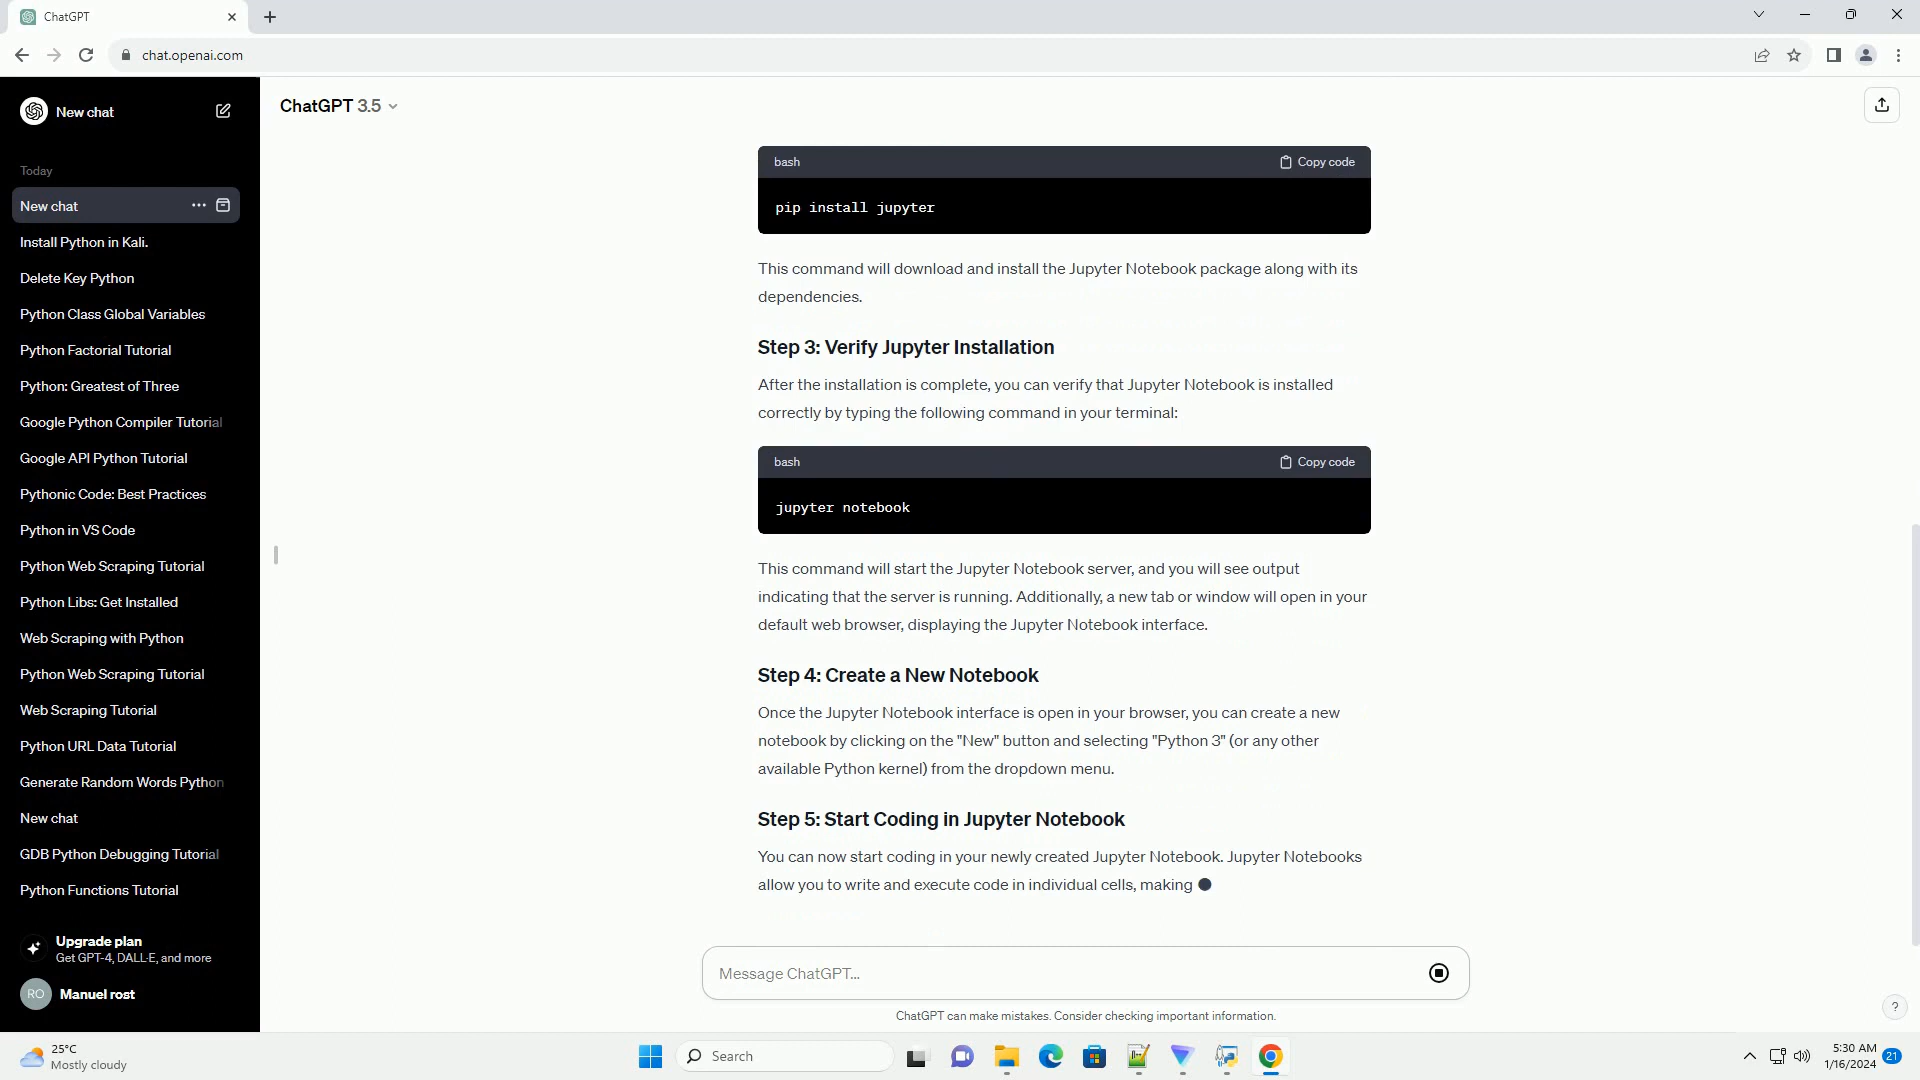 ChatGPT
chat.openai.com
New chat
ChatGPT 3.5
Today
New chat
Install Python in Kali.
Delete Key Python
Python Class Global Variables
Python Factorial Tutorial
Python: Greatest of Three
Google Python Compiler Tutorial
Google API Python Tutorial
Pythonic Code: Best Practices
Python in VS Code
Python Web Scraping Tutorial
Python Libs: Get Installed
Web Scraping with Python
Python Web Scraping Tutorial
Web Scraping Tutorial
Python URL Data Tutorial
Generate Random Words Python
New chat
GDB Python Debugging Tutorial
Python Functions Tutorial
Upgrade plan
Get GPT-4, DALL·E, and more
RO
Manuel rost
bash
Copy code
pip install jupyter
This command will download and install the Jupyter Notebook package along with its
dependencies.
Step 3: Verify Jupyter Installation
After the installation is complete, you can verify that Jupyter Notebook is installed
correctly by typing the following command in your terminal:
bash
Copy code
jupyter notebook
This command will start the Jupyter Notebook server, and you will see output
indicating that the server is running. Additionally, a new tab or window will open in your
default web browser, displaying the Jupyter Notebook interface.
Step 4: Create a New Notebook
Once the Jupyter Notebook interface is open in your browser, you can create a new
notebook by clicking on the "New" button and selecting "Python 3" (or any other
available Python kernel) from the dropdown menu.
Step 5: Start Coding in Jupyter Notebook
You can now start coding in your newly created Jupyter Notebook. Jupyter Notebooks
allow you to write and execute code in individual cells, making
Message ChatGPT...
ChatGPT can make mistakes. Consider checking important information.
?
25°C
Mostly cloudy
Search
5:30 AM
1/16/2024
21